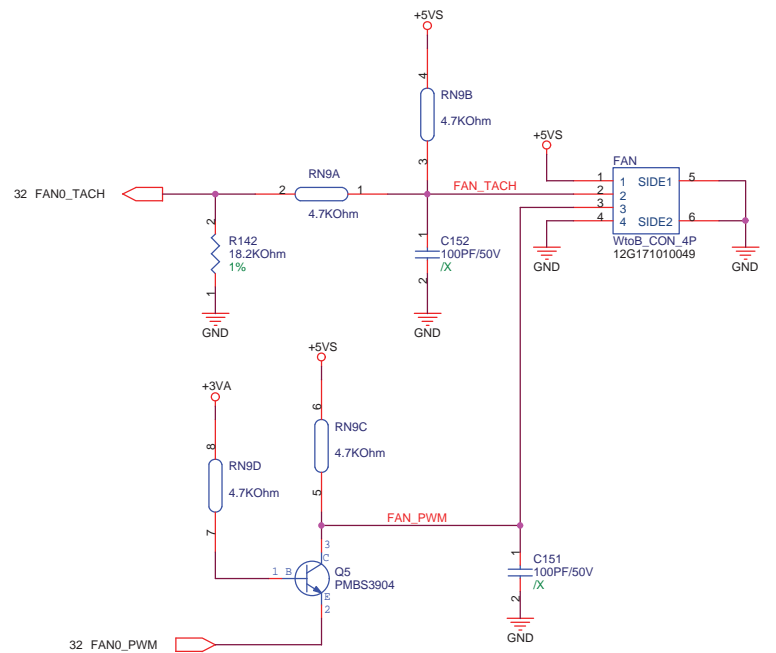 +5VS
4
RN9B
4.7KOhm
3
+5VS
FAN
1 1 SIDE1 5
2 2
3 3
4 4 SIDE2 6
WtoB_CON_4P
12G171010049
GND
GND
RN9A
32 FAN0_TACH
2 1
FAN_TACH
4.7KOhm
2
R142
18.2KOhm
1%
1
GND
1
C152
100PF/50V
/X
2
GND
+5VS
6
RN9C
4.7KOhm
5
+3VA
8
RN9D
4.7KOhm
7
FAN_PWM
3
C
1 B
Q5
PMBS3904
E
2
1
C151
100PF/50V
/X
2
GND
32 FAN0_PWM